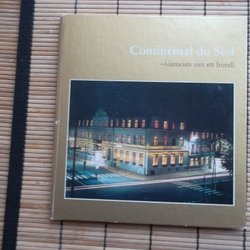 Continental du Sud
–historien om ett hotell